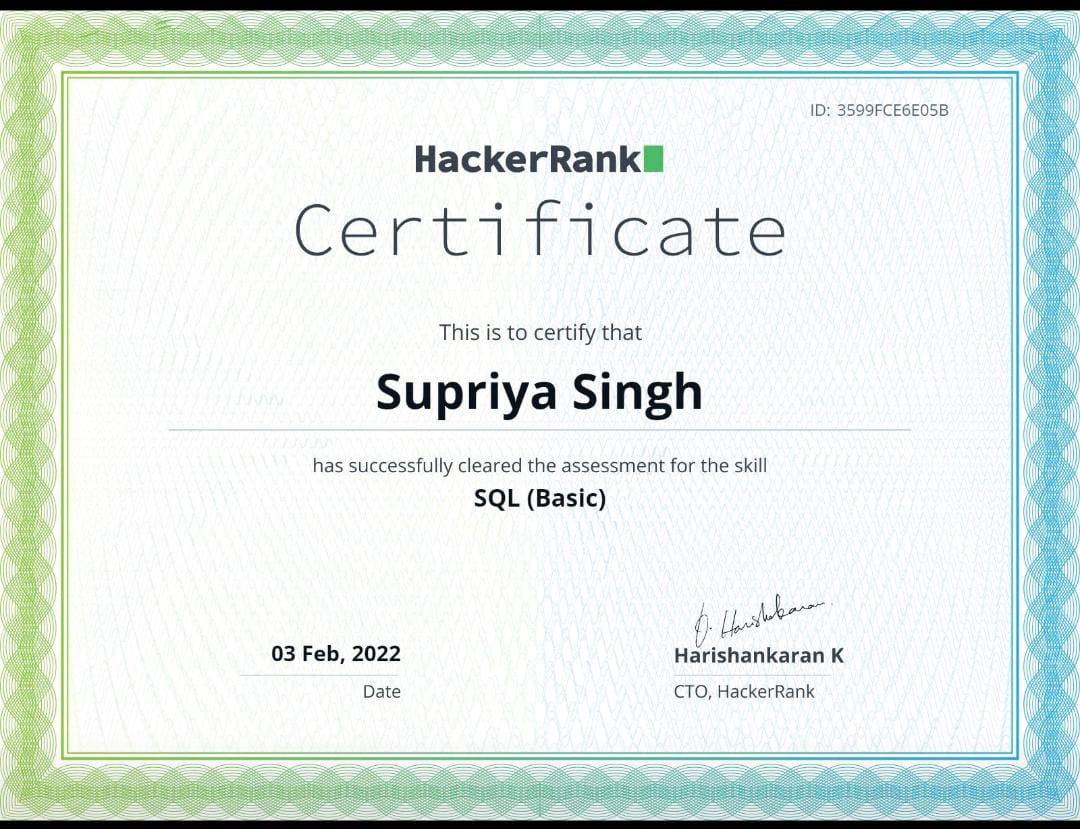 ID: 3599FCE6E05B
HackerRank
Certificate
This is to certify that
Supriya Singh
has successfully cleared the assessment for the skill
SQL (Basic)
03 Feb, 2022
Date
Harishankaran
Harishankaran K
CTO, HackerRank